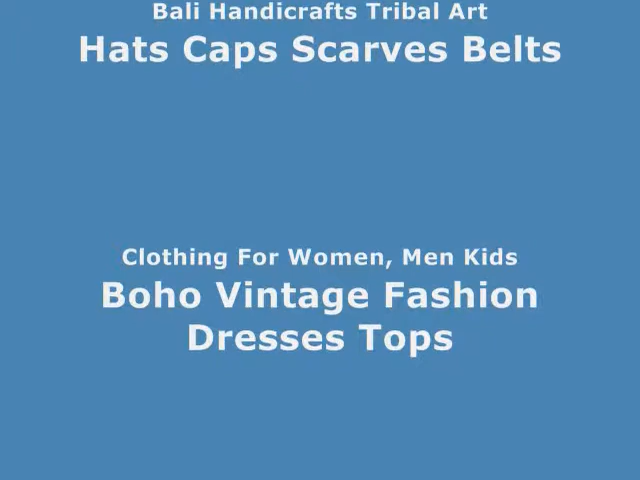 Bali Handicrafts Tribal Art
Hats Caps Scarves Belts
Clothing For Women, Men Kids
Boho Vintage Fashion
Dresses Tops